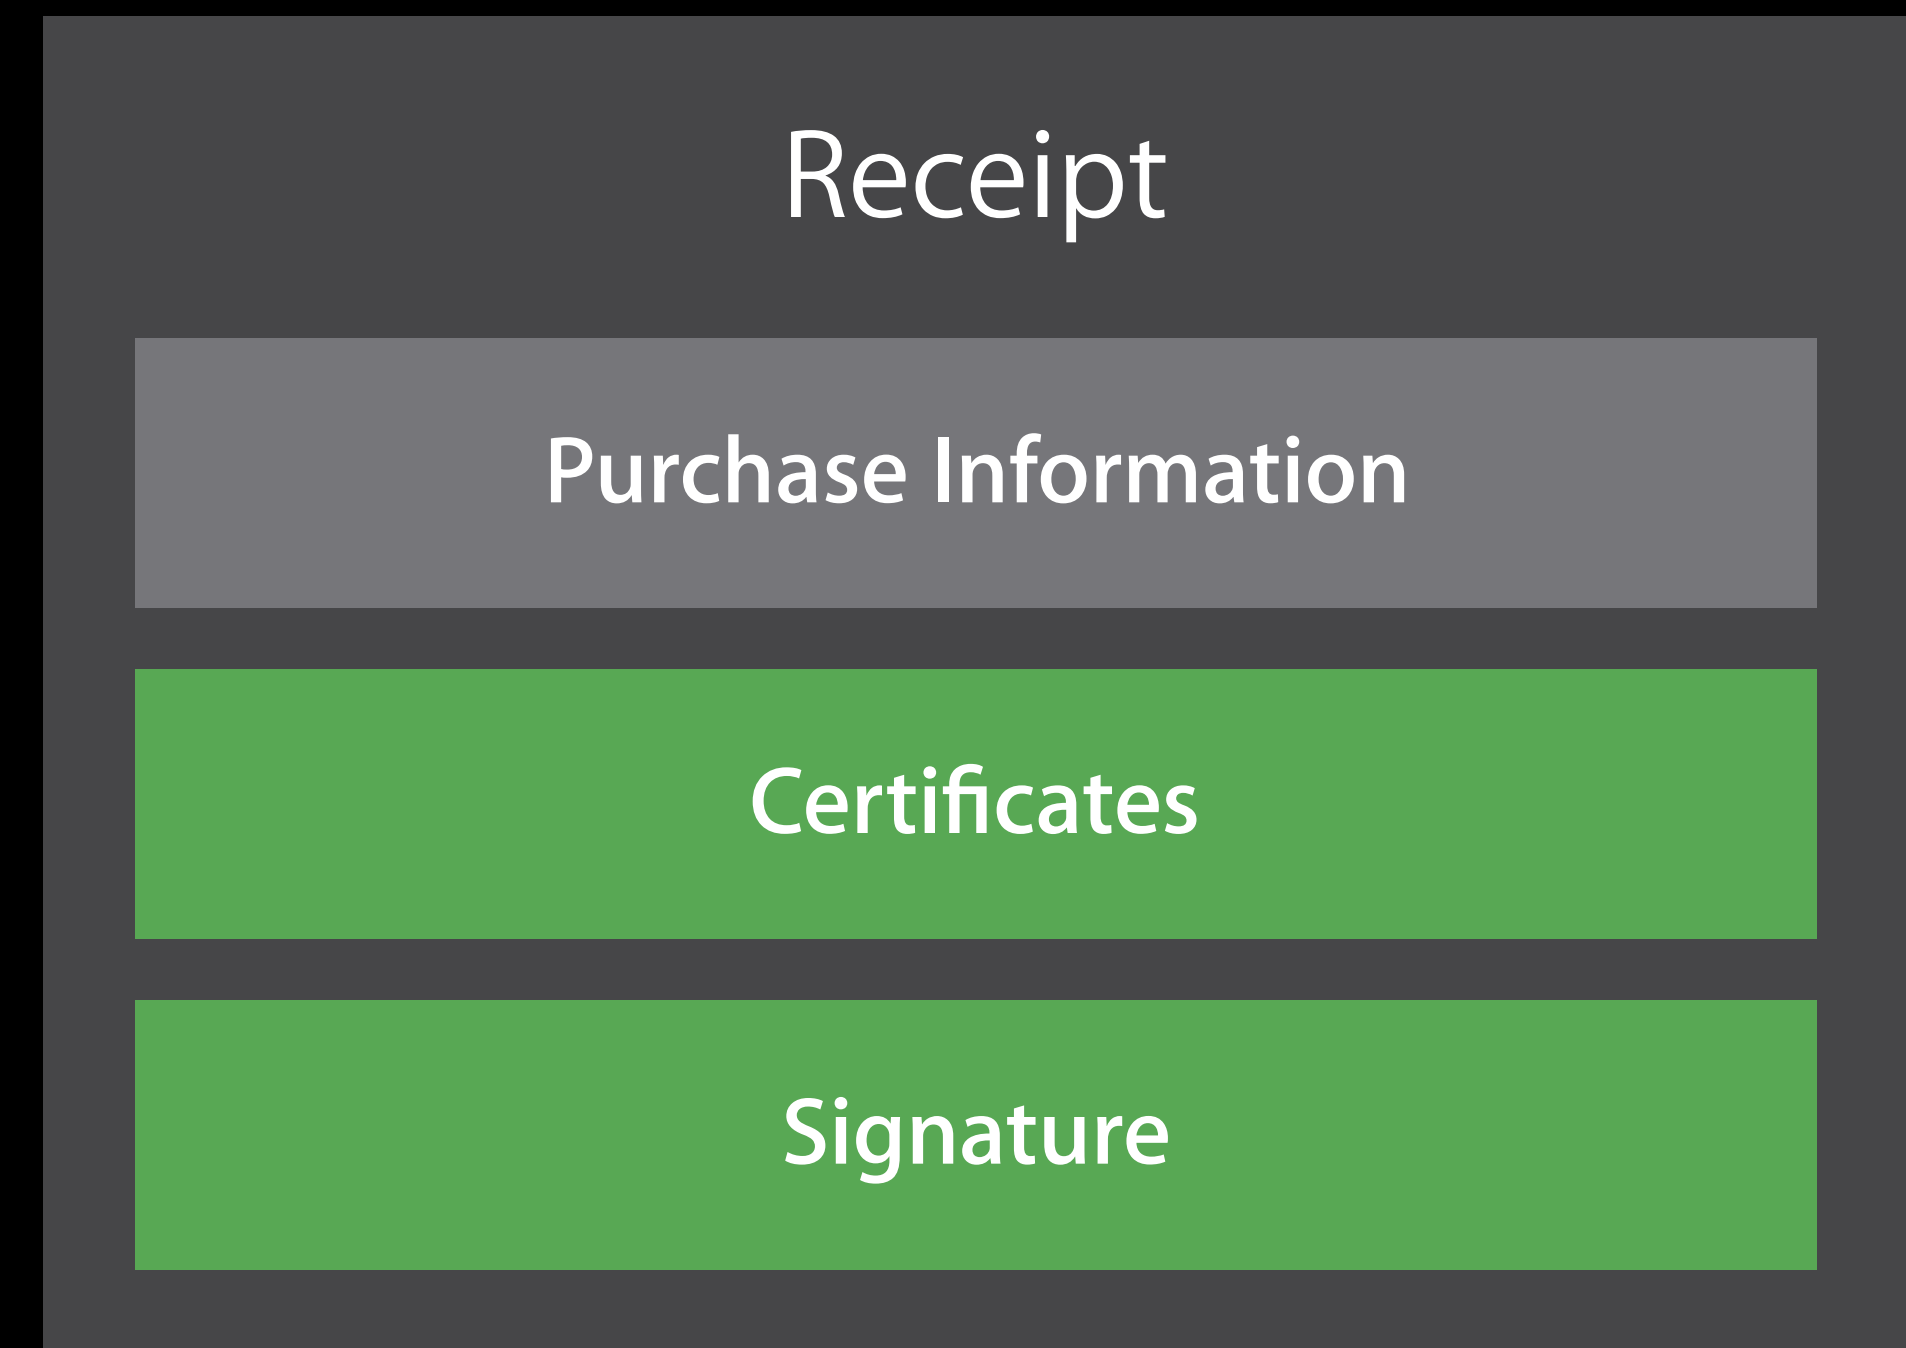 Receipt
Purchase Information
Certificates
Signature